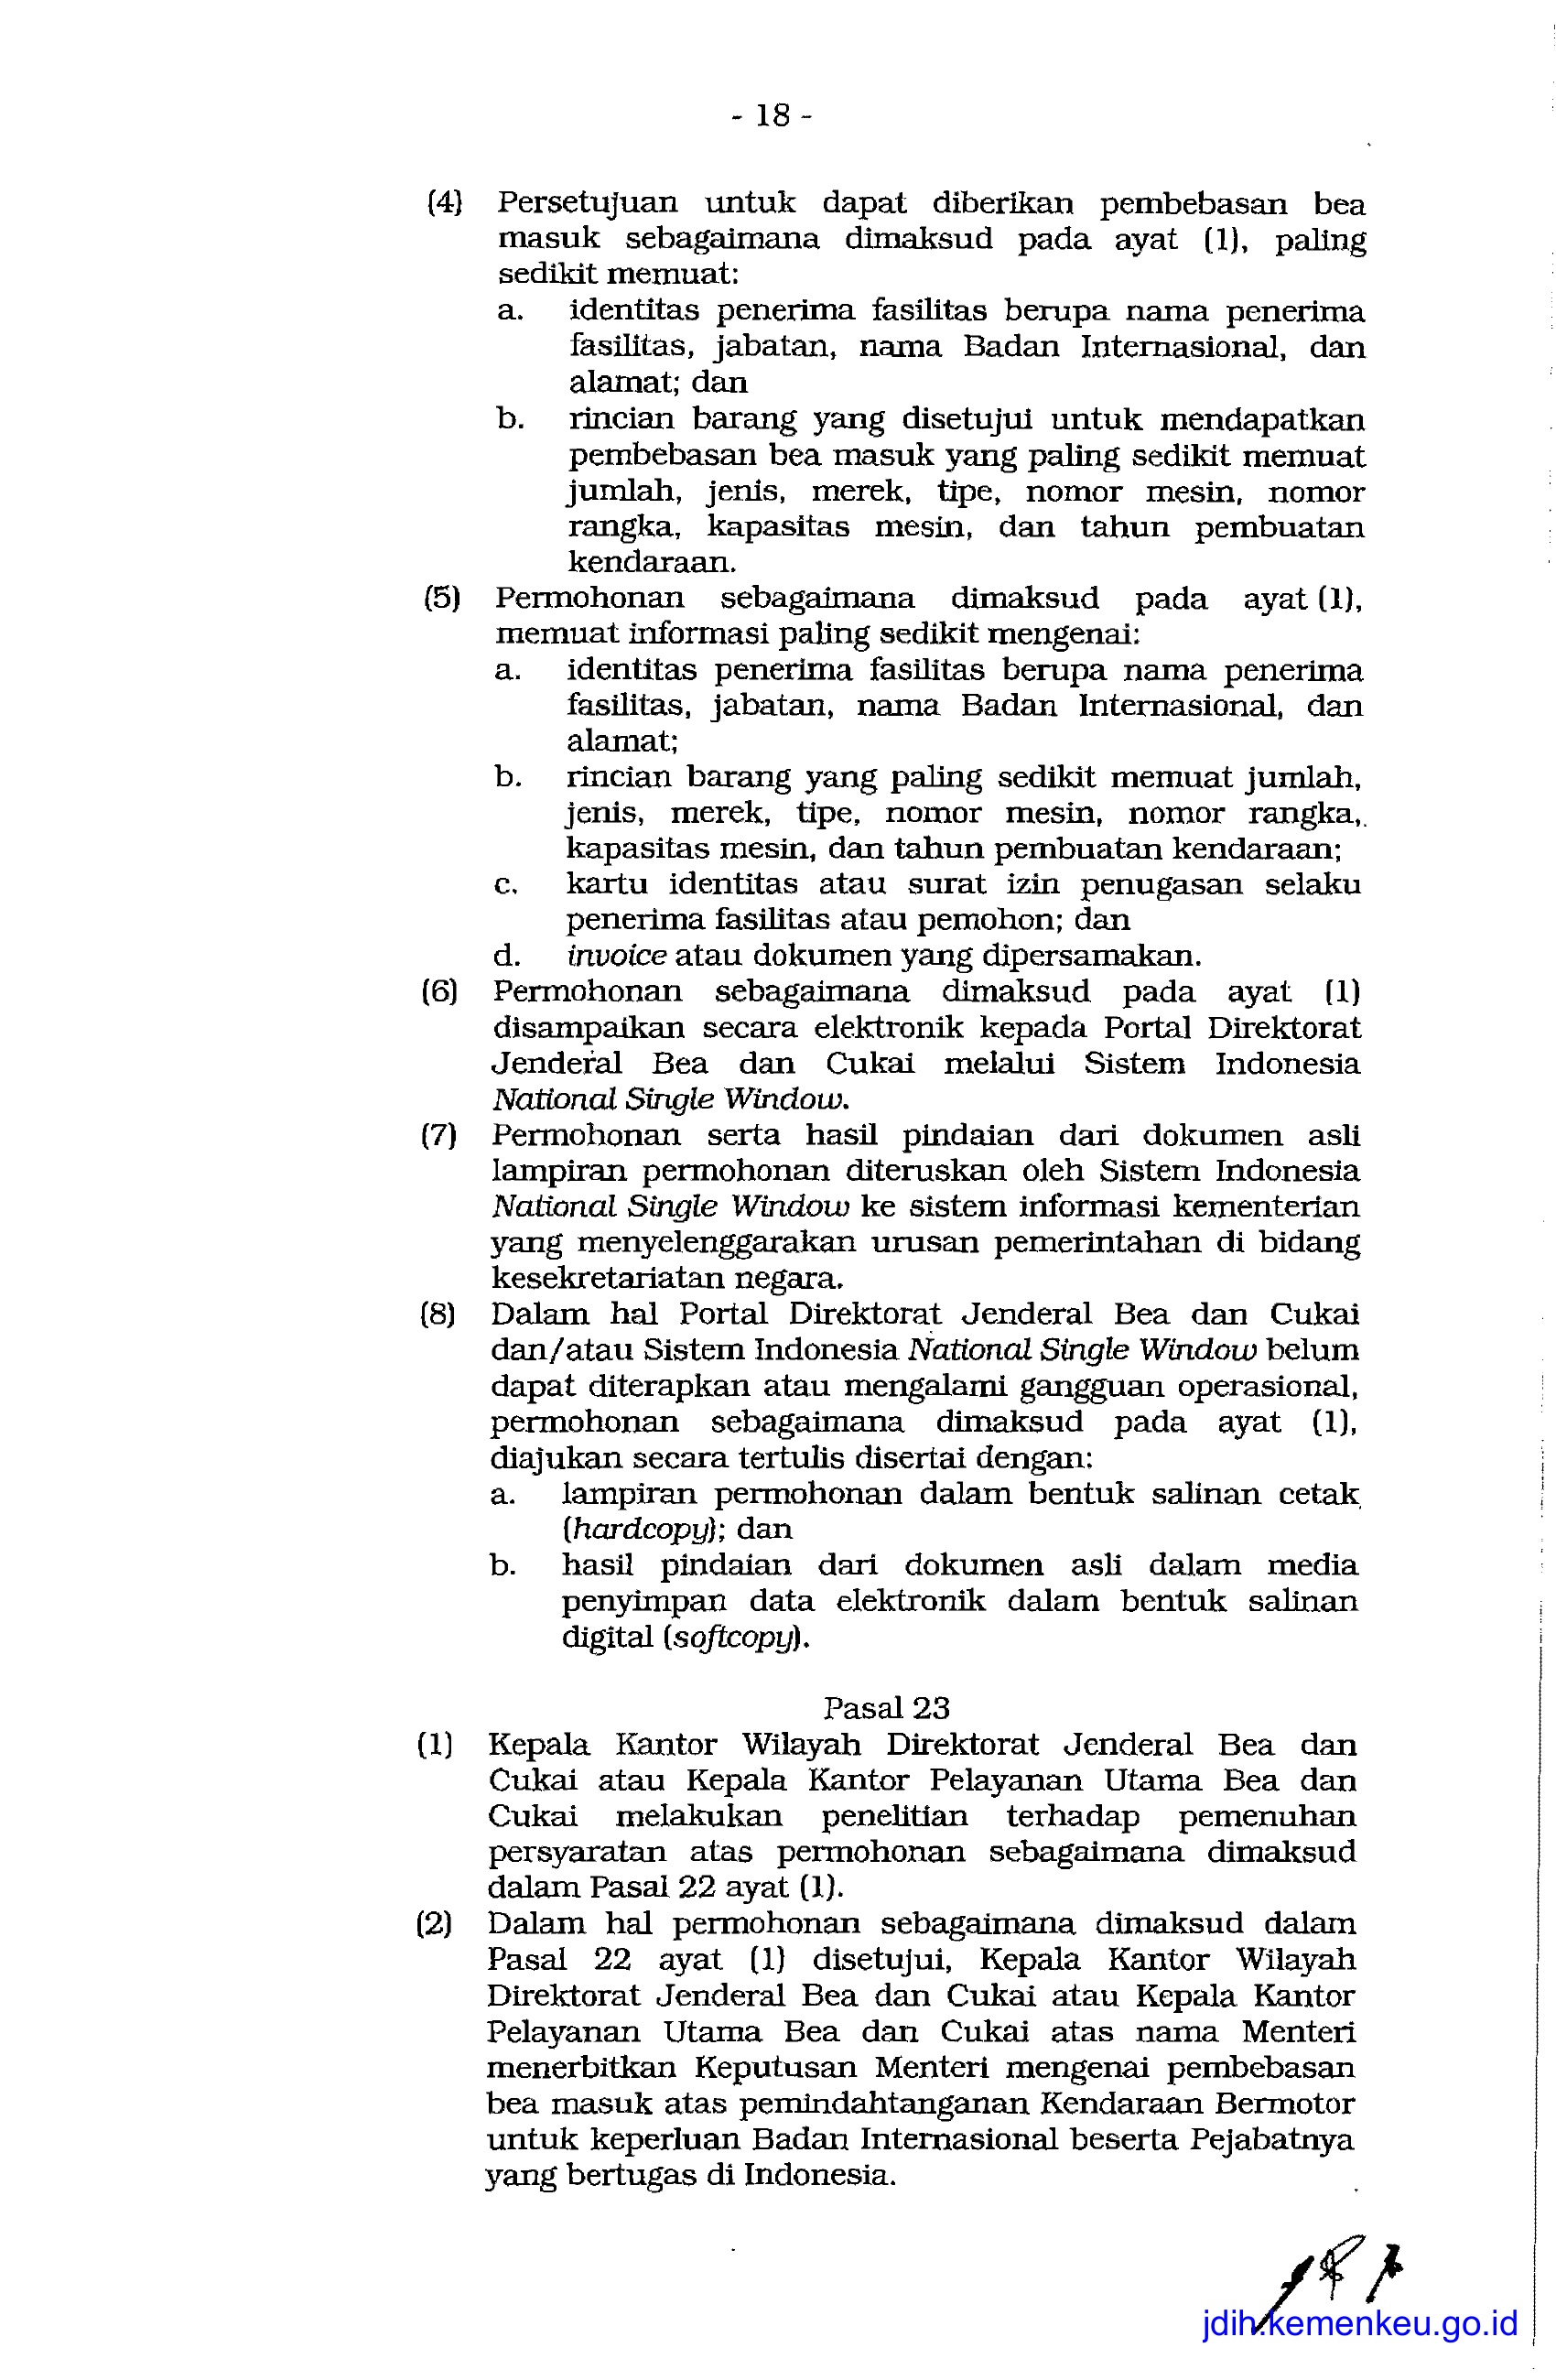 - 18 -
(4) Persetujuan untuk dapat diberikan pembebasan bea
masuk sebagaimana dimaksud pada ayat (1), paling
sedikit memuat:
a. identitas penerima fasilitas berupa nama penerima
fasilitas, jabatan, nama Badan Internasional, dan
alamat; dan
b. rincian barang yang disetujui untuk mendapatkan
pembebasan bea masuk yang paling sedikit memuat
jumlah, jenis, merek, tipe, nomor mesin, nomor
rangka, kapasitas mesin, dan tahun pembuatan
kendaraan.
(5) Permohonan sebagaimana dimaksud pada ayat (1),
memuat informasi paling sedikit mengenai:
a. identitas penerima fasilitas berupa nama penerima
fasilitas, jabatan, nama Badan Internasional, dan
alamat;
b. rincian barang yang paling sedikit memuat jumlah,
jenis, merek, tipe, nomor mesin, nomor rangka,
kapasitas mesin, dan tahun pembuatan kendaraan;
c. kartu identitas atau surat izin penugasan selaku
penerima fasilitas atau pemohon; dan
d. invoice atau dokumen yang dipersamakan.
(6) Permohonan sebagaimana dimaksud pada ayat (1)
disampaikan secara elektronik kepada Portal Direktorat
Jenderal Bea dan Cukai melalui Sistem Indonesia
National Single Window.
(7) Permohonan serta hasil pindaian dari dokumen asli
lampiran permohonan diteruskan oleh Sistem Indonesia
National Single Window ke sistem informasi kementerian
yang menyelenggarakan urusan pemerintahan di bidang
kesekretariatan negara.
(8) Dalam hal Portal Direktorat Jenderal Bea dan Cukai
dan/atau Sistem Indonesia National Single Window belum
dapat diterapkan atau mengalami gangguan operasional,
permohonan sebagaimana dimaksud pada ayat (1),
diajukan secara tertulis disertai dengan:
a. lampiran permohonan dalam bentuk salinan cetak
(hardcopy); dan
b. hasil pindaian dari dokumen asli dalam media
penyimpan data elektronik dalam bentuk salinan
digital (softcopy).
Pasal 23
(1) Kepala Kantor Wilayah Direktorat Jenderal Bea dan
Cukai atau Kepala Kantor Pelayanan Utama Bea dan
Cukai melakukan penelitian terhadap pemenuhan
persyaratan atas permohonan sebagaimana dimaksud
dalam Pasal 22 ayat (1).
(2) Dalam hal permohonan sebagaimana dimaksud dalam
Pasal 22 ayat (1) disetujui, Kepala Kantor Wilayah
Direktorat Jenderal Bea dan Cukai atau Kepala Kantor
Pelayanan Utama Bea dan Cukai atas nama Menteri
menerbitkan Keputusan Menteri mengenai pembebasan
bea masuk atas pemindahtanganan Kendaraan Bermotor
untuk keperluan Badan Internasional beserta Pejabatnya
yang bertugas di Indonesia.
jdih.kemenkeu.go.id